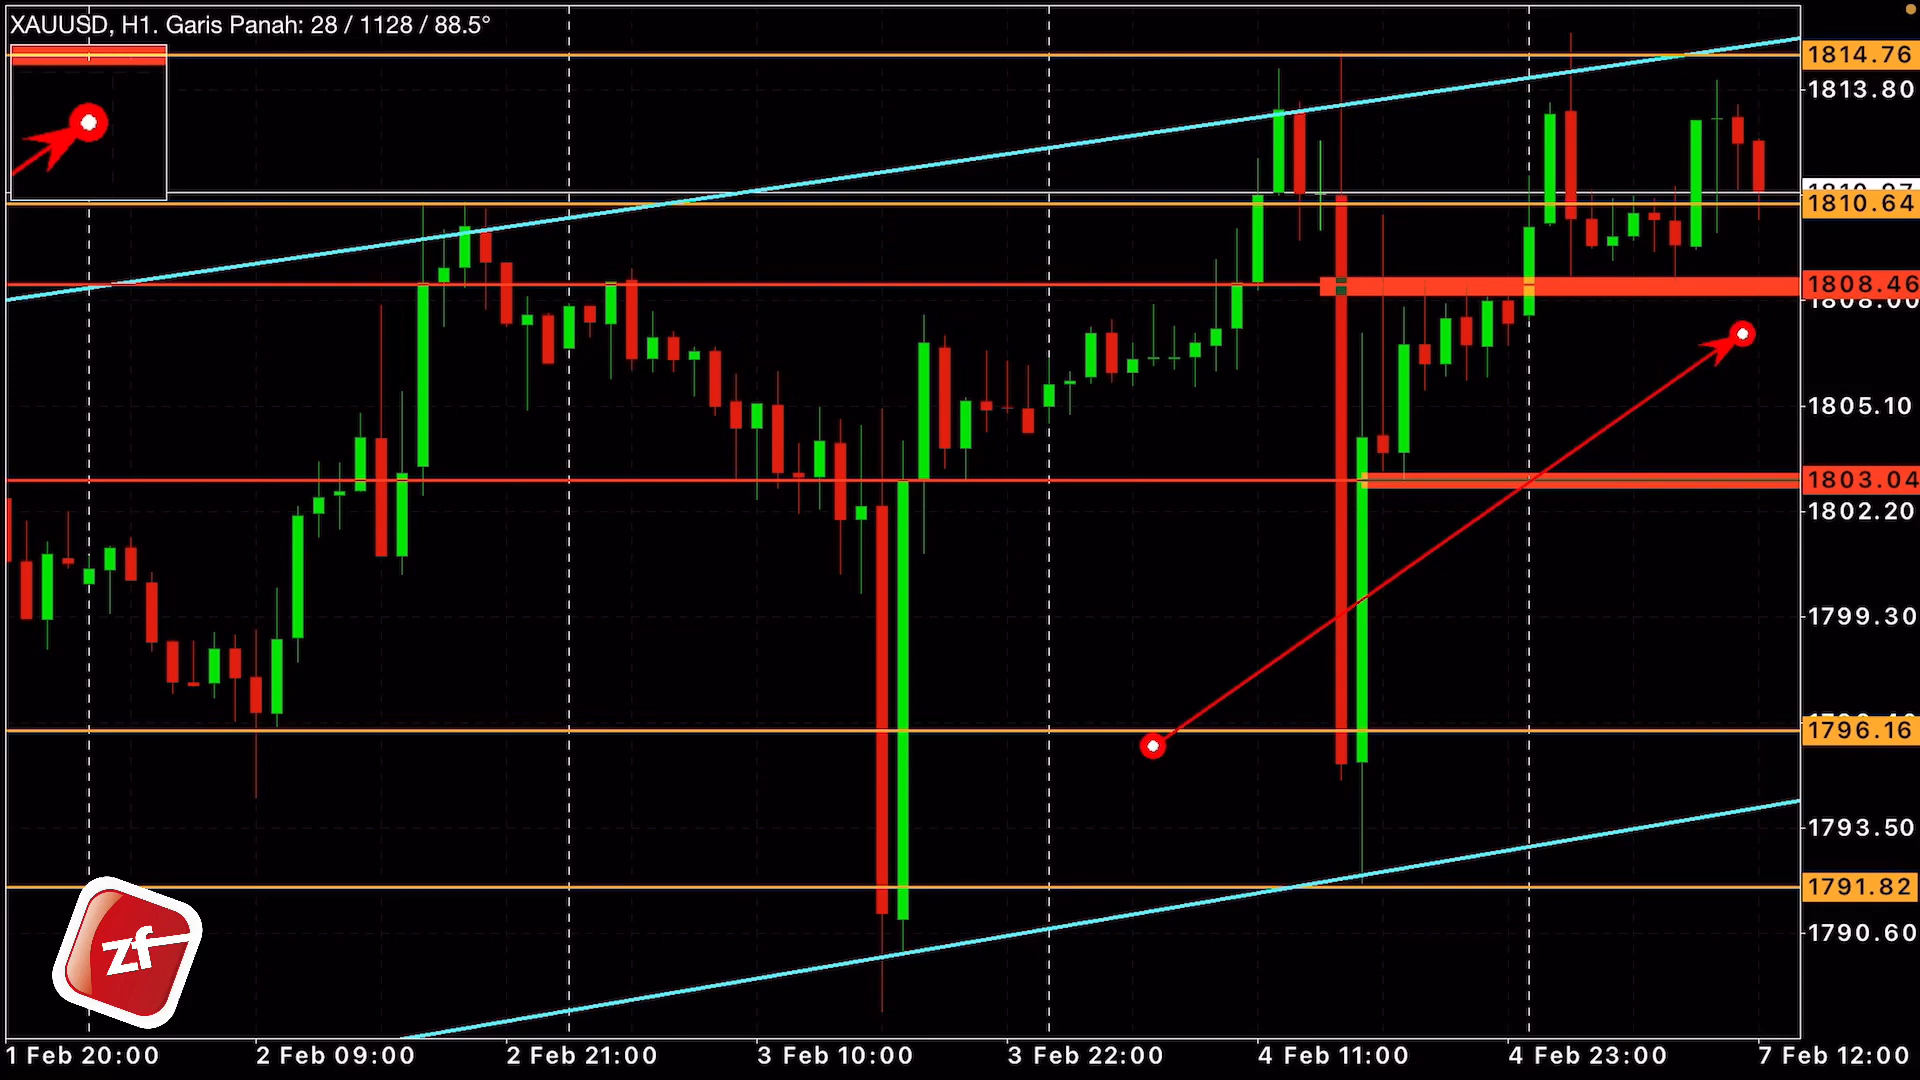 XAUUSD, H1. Garis Panah: 28 / 1128 / 88.5°
1814.76
1813.80
1810.64
1808.46
1808.00
1805.10
1803.04
1802.20
1799.30
1796.16
1793.50
1791.82
1790.60
zf
1 Feb 20:00
2 Feb 09:00
2 Feb 21:00
3 Feb 10:00
3 Feb 22:00
4 Feb 11:00
4 Feb 23:00
7 Feb 12:00